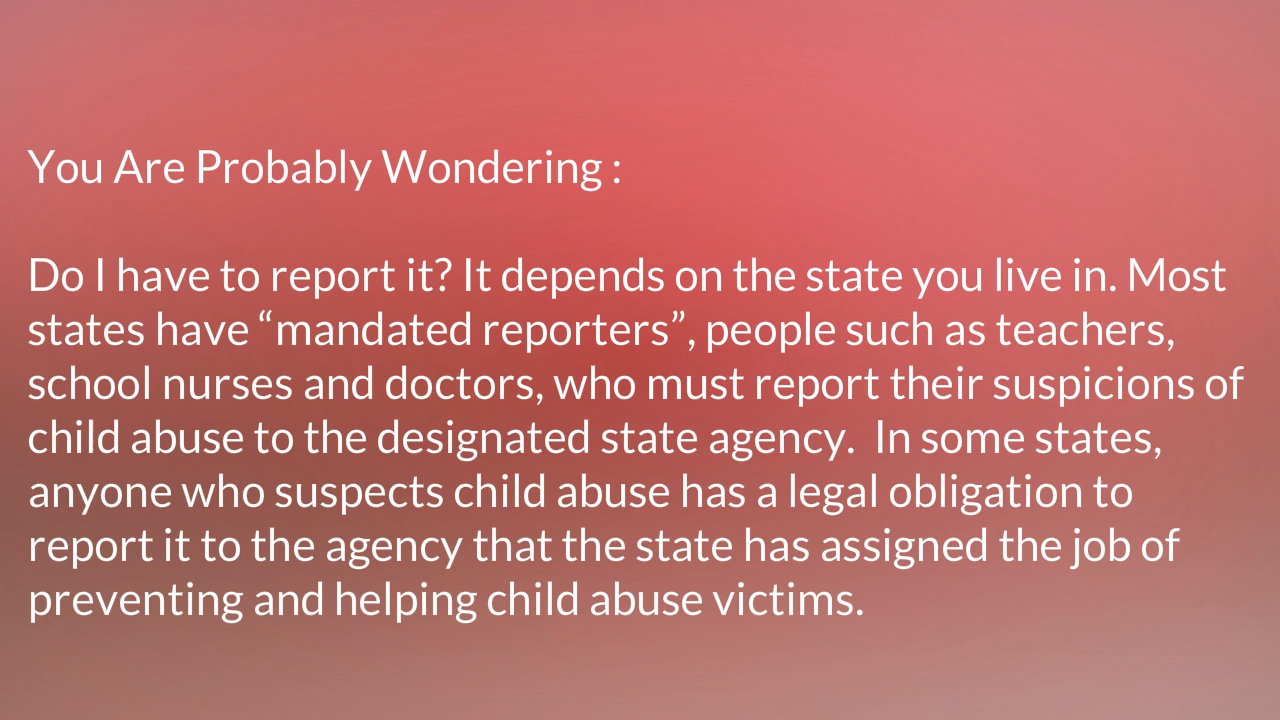 You Are Probably Wondering :
Do I have to report it? It depends on the state you live in. Most
states have “mandated reporters”, people such as teachers,
school nurses and doctors, who must report their suspicions of
child abuse to the designated state agency.  In some states,
anyone who suspects child abuse has a legal obligation to
report it to the agency that the state has assigned the job of
preventing and helping child abuse victims.